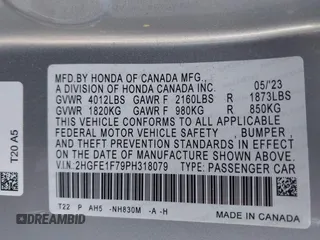 MFD.BY HONDA OF CANADA MFG.,
A DIVISION OF HONDA CANADA INC. 05/'23
GVWR 4012LBS GAWR F 2160LBS R 1873LBS
GVWR 1820KG GAWR F 980KG R 850KG
THIS VEHICLE CONFORMS TO ALL APPLICABLE
FEDERAL MOTOR VEHICLE SAFETY , BUMPER ,
AND THEFT PREVENTION STANDARDS IN EFFECT
ON THE DATE OF MANUFACTURE SHOWN ABOVE.
VIN:2HGFE1F79PH318079 TYPE: PASSENGER CAR
T22 P AH5 -NH830M -A -H
MADE IN CANADA
T20 A5
DREAMBID